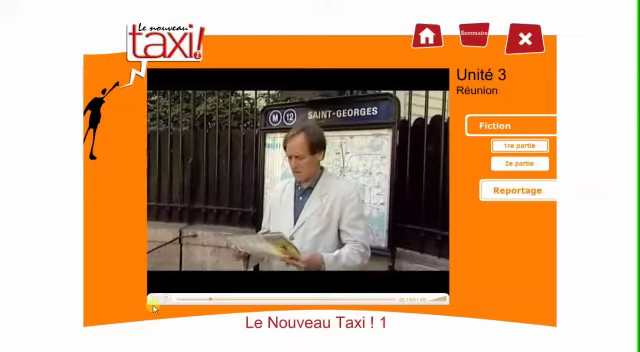 Le nouveau
taxi!
Sommaire
Unité 3
Réunion
Fiction
1re partie
2e partie
Reportage
M 12 SAINT-GEORGES
Le Nouveau Taxi ! 1